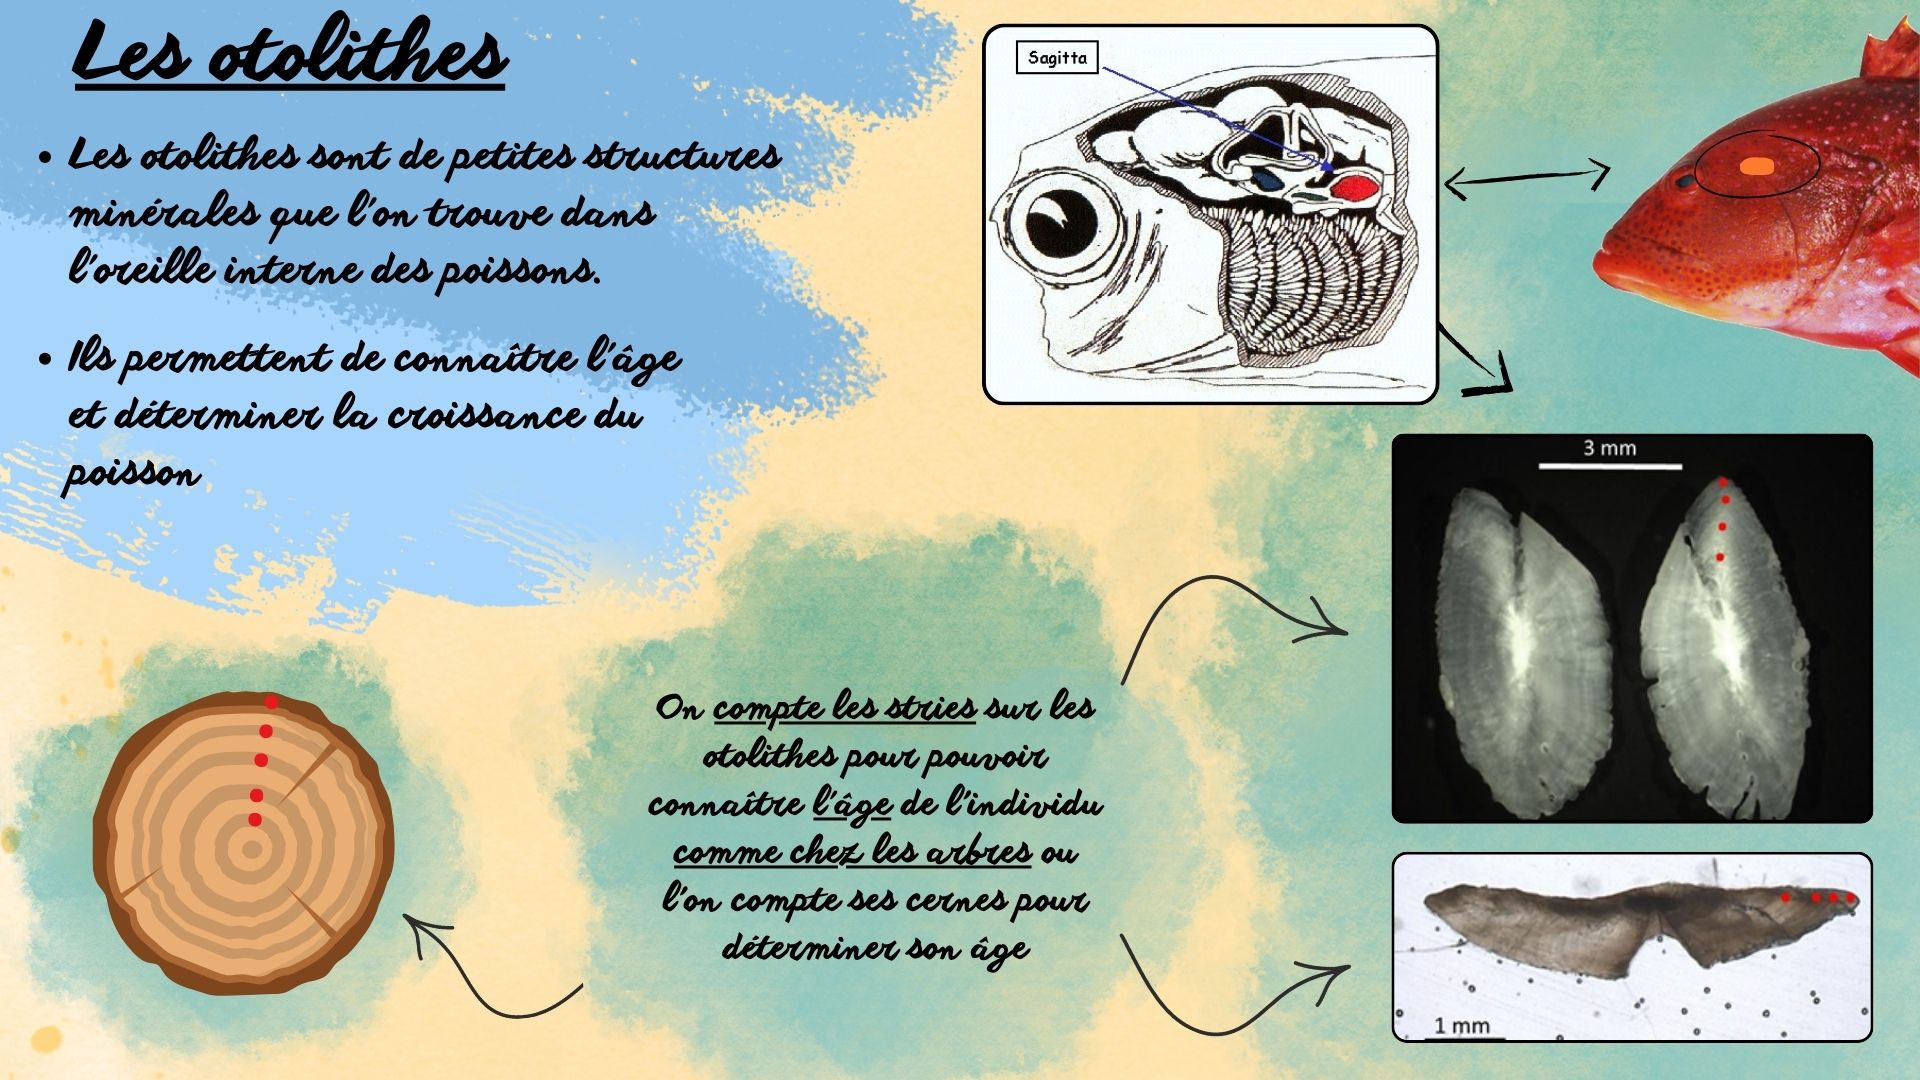 Les otolithes
• Les otolithes sont de petites structures
minérales que l'on trouve dans
l'oreille interne des poissons.
• Ils permettent de connaître l'âge
et déterminer la croissance du
poisson
Sagitta
3 mm
On compte les stries sur les
otolithes pour pouvoir
connaître l'âge de l'individu
comme chez les arbres ou
l'on compte ses cernes pour
déterminer son âge
1 mm